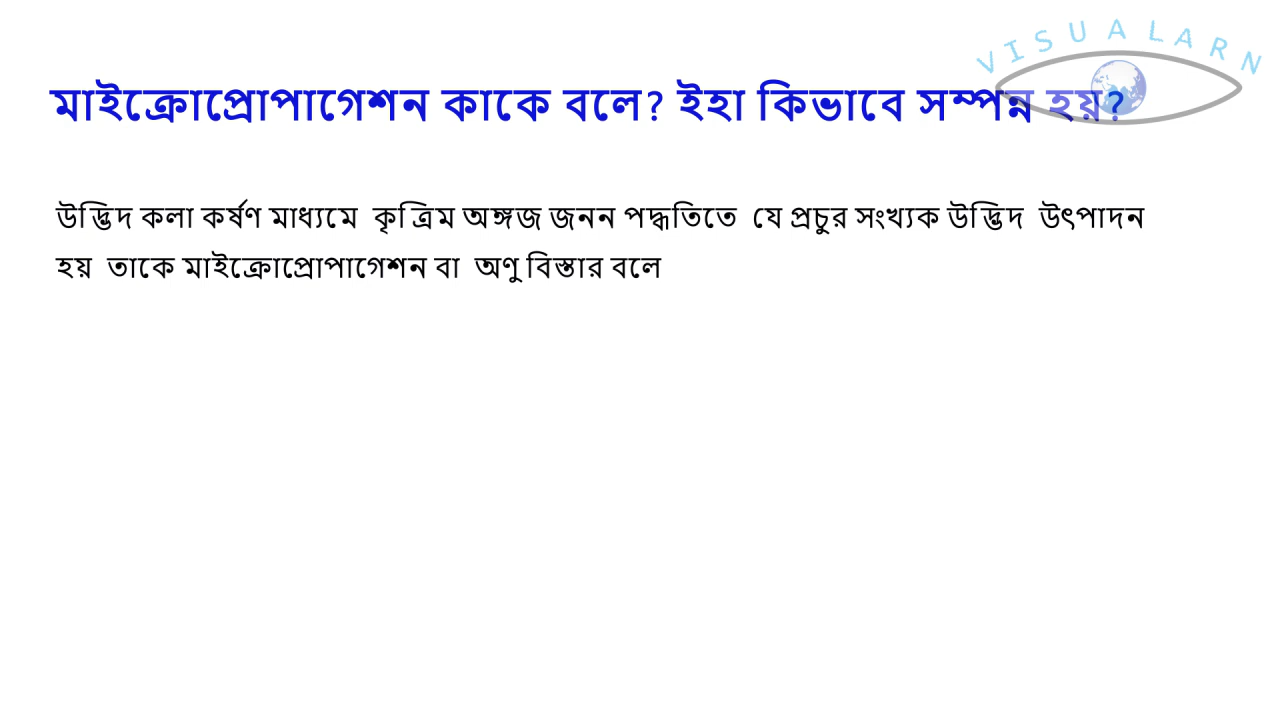 VISUALARN
মাইক্রোপ্রোপাগেশন কাকে বলে? ইহা কিভাবে সম্পন্ন হয়?
উদ্ভিদ কলা কর্ষণ মাধ্যমে কৃত্রিম অঙ্গজ জনন পদ্ধতিতে যে প্রচুর সংখ্যক উদ্ভিদ উৎপাদন
হয় তাকে মাইক্রোপ্রোপাগেশন বা অণু বিস্তার বলে